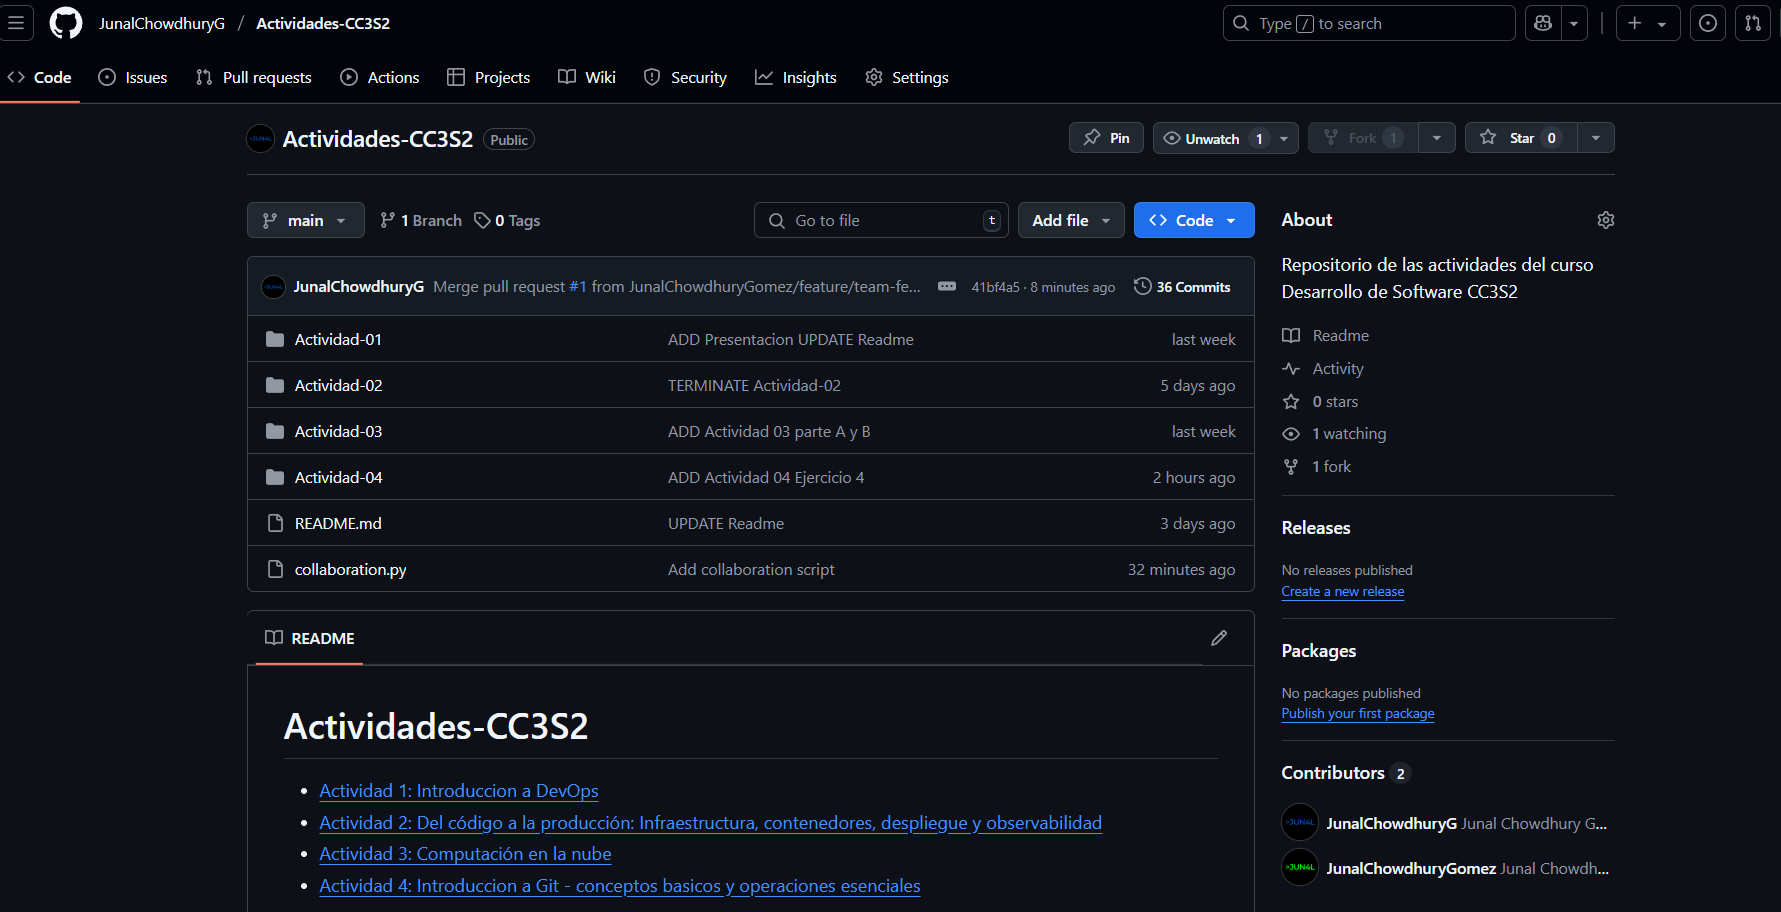 JunalChowdhuryG / Actividades-CC3S2
Type / to search
Code Issues Pull requests Actions Projects Wiki Security Insights Settings
Actividades-CC3S2 Public
Pin Unwatch 1 Fork 1 Star 0
main 1 Branch 0 Tags
Go to file t Add file Code
JunalChowdhuryG Merge pull request #1 from JunalChowdhuryGomez/feature/team-fe... 41bf4a5 · 8 minutes ago 36 Commits
Actividad-01 ADD Presentacion UPDATE Readme last week
Actividad-02 TERMINATE Actividad-02 5 days ago
Actividad-03 ADD Actividad 03 parte A y B last week
Actividad-04 ADD Actividad 04 Ejercicio 4 2 hours ago
README.md UPDATE Readme 3 days ago
collaboration.py Add collaboration script 32 minutes ago
README
Actividades-CC3S2
Actividad 1: Introduccion a DevOps
Actividad 2: Del código a la producción: Infraestructura, contenedores, despliegue y observabilidad
Actividad 3: Computación en la nube
Actividad 4: Introduccion a Git - conceptos basicos y operaciones esenciales
About
Repositorio de las actividades del curso
Desarrollo de Software CC3S2
Readme
Activity
0 stars
1 watching
1 fork
Releases
No releases published
Create a new release
Packages
No packages published
Publish your first package
Contributors 2
>JUN4L JunalChowdhuryG Junal Chowdhury G...
>JUN4L JunalChowdhuryGomez Junal Chowdh...